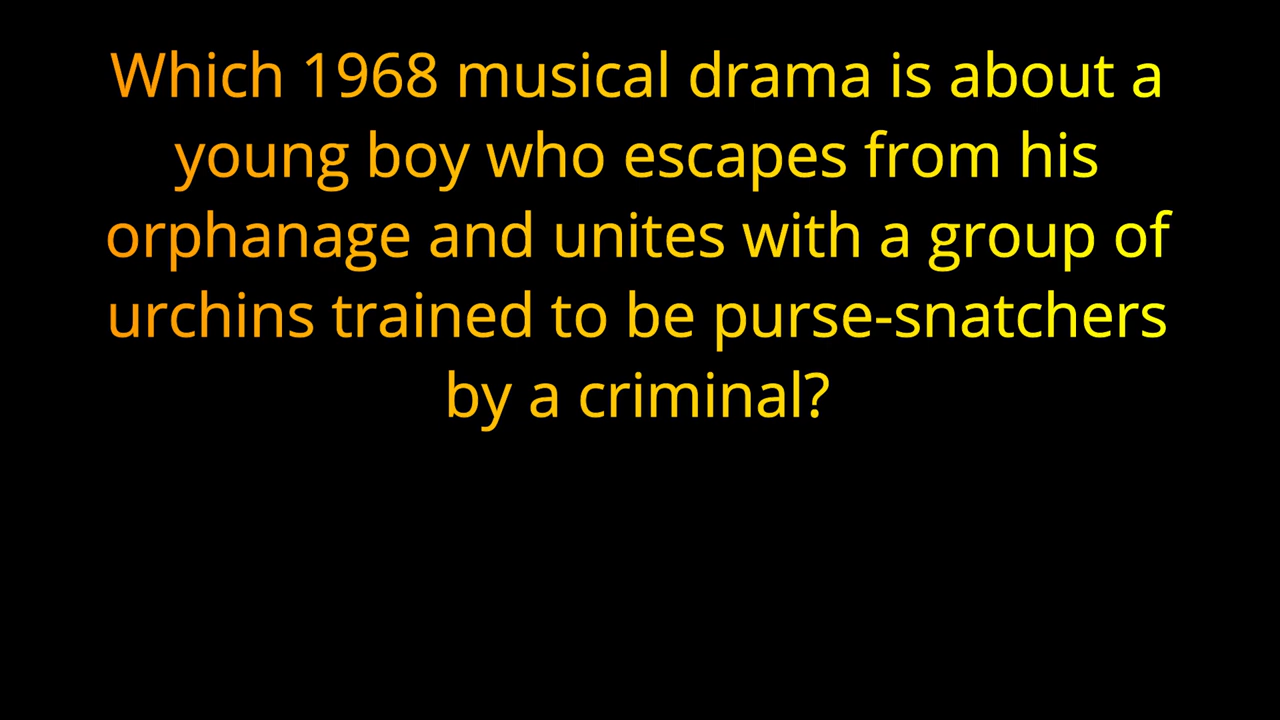 Which 1968 musical drama is about a
young boy who escapes from his
orphanage and unites with a group of
urchins trained to be purse-snatchers
by a criminal?